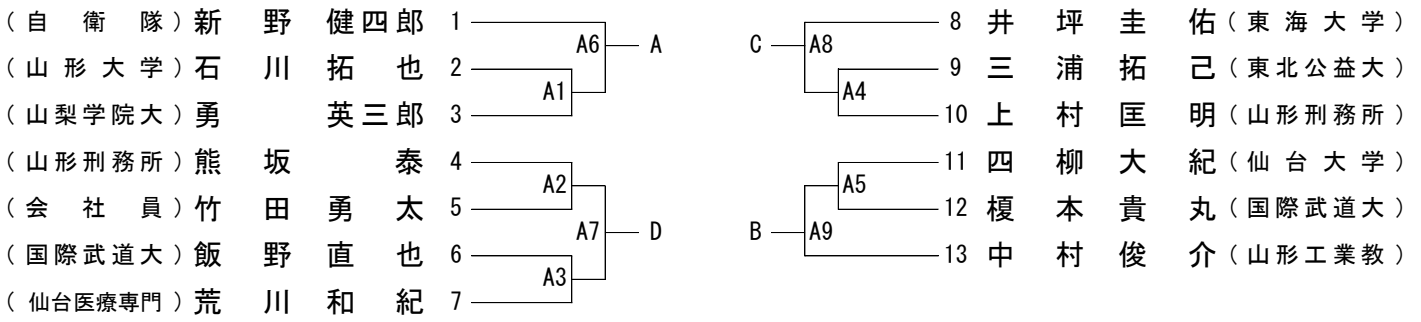 （自衛隊）新野健四郎 1
（山形大学）石川拓也 2
（山梨学院大）勇英三郎 3
（山形刑務所）熊坂泰 4
（会社員）竹田勇太 5
（国際武道大）飯野直也 6
（仙台医療専門）荒川和紀 7
A6
A
A1
A2
A7
D
A3
C
A8
A4
A5
B
A9
8 井坪圭佑（東海大学）
9 三浦拓己（東北公益大）
10 上村匡明（山形刑務所）
11 四柳大紀（仙台大学）
12 榎本貴丸（国際武道大）
13 中村俊介（山形工業教）